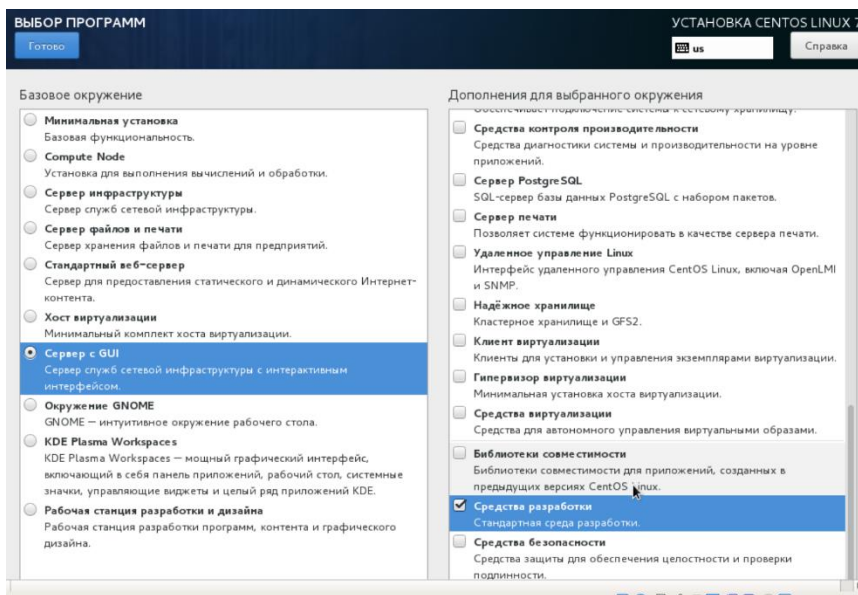 ВЫБОР ПРОГРАММ
Готово
УСТАНОВКА CENTOS LINUX 7
us
Справка
Базовое окружение
Минимальная установка
Базовая функциональность.
Compute Node
Установка для выполнения вычислений и обработки.
Сервер инфраструктуры
Сервер служб сетевой инфраструктуры.
Сервер файлов и печати
Сервер хранения файлов и печати для предприятий.
Стандартный веб-сервер
Сервер для предоставления статического и динамического Интернет-
контента.
Хост виртуализации
Минимальный комплект хоста виртуализации.
Сервер с GUI
Сервер служб сетевой инфраструктуры с интерактивным
интерфейсом.
Окружение GNOME
GNOME — интуитивное окружение рабочего стола.
KDE Plasma Workspaces
KDE Plasma Workspaces — мощный графический интерфейс,
включающий в себя панель приложений, рабочий стол, системные
значки, управляющие виджеты и целый ряд приложений KDE.
Рабочая станция разработки и дизайна
Рабочая станция разработки программ, контента и графического
дизайна.
Дополнения для выбранного окружения
Обеспечивает подключение системы к сетевому хранилищу.
Средства контроля производительности
Средства диагностики системы и производительности на уровне
приложений.
Сервер PostgreSQL
SQL-сервер базы данных PostgreSQL с набором пакетов.
Сервер печати
Позволяет системе функционировать в качестве сервера печати.
Удаленное управление Linux
Интерфейс удаленного управления CentOS Linux, включая OpenLMI
и SNMP.
Надёжное хранилище
Кластерное хранилище и GFS2.
Клиент виртуализации
Клиенты для установки и управления экземплярами виртуализации.
Гипервизор виртуализации
Минимальная установка хоста виртуализации.
Средства виртуализации
Средства для автономного управления виртуальными образами.
Библиотеки совместимости
Библиотеки совместимости для приложений, созданных в
предыдущих версиях CentOS Linux.
Средства разработки
Стандартная среда разработки.
Средства безопасности
Средства защиты для обеспечения целостности и проверки
подлинности.